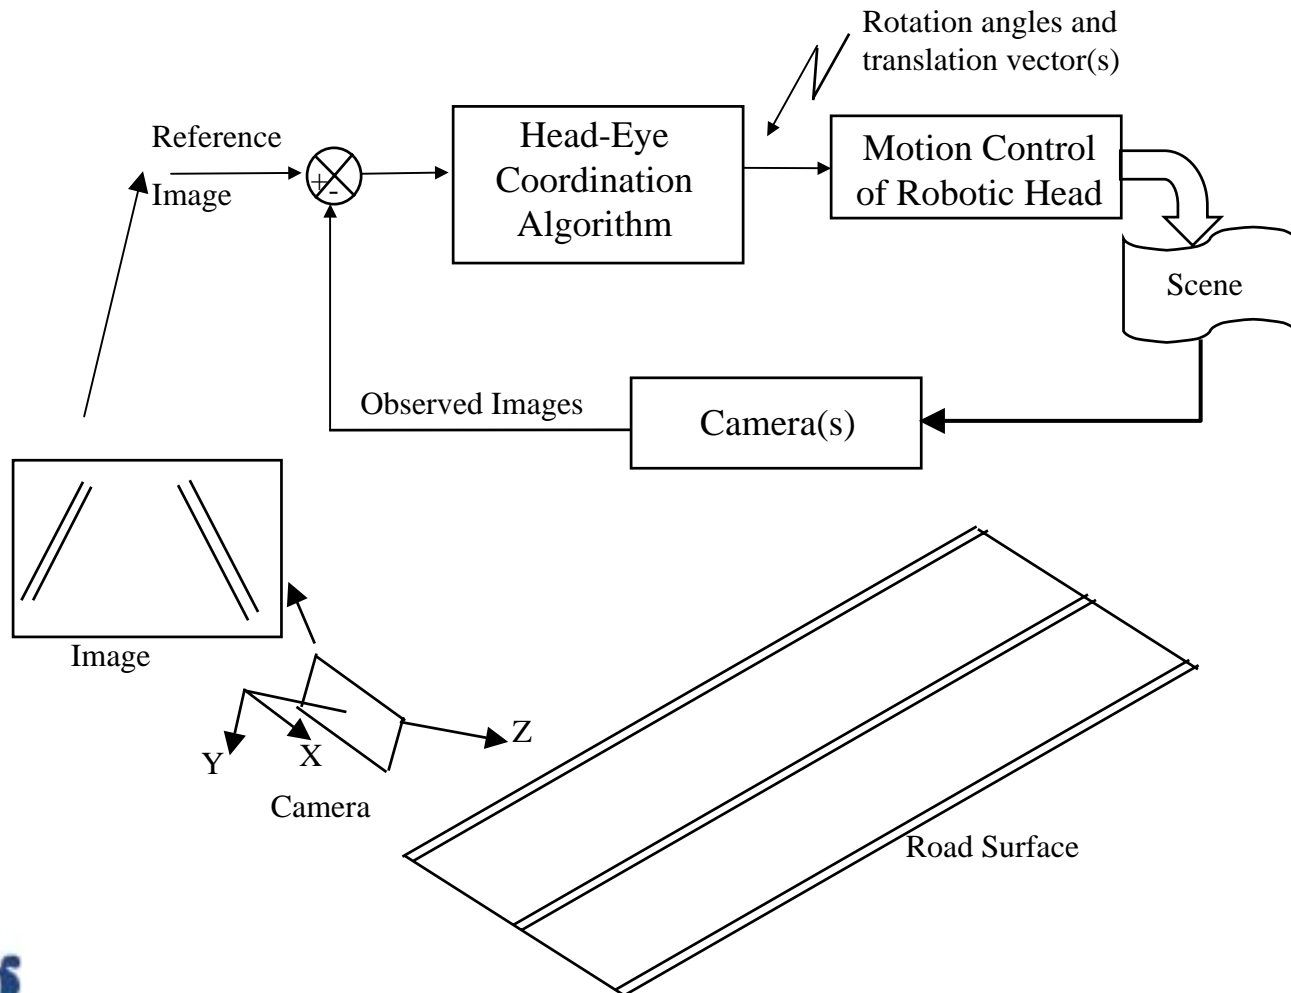 Rotation angles and
translation vector(s)
Reference
Image
+
-
Head-Eye
Coordination
Algorithm
Motion Control
of Robotic Head
Scene
Observed Images
Camera(s)
Image
Y
X
Z
Camera
Road Surface